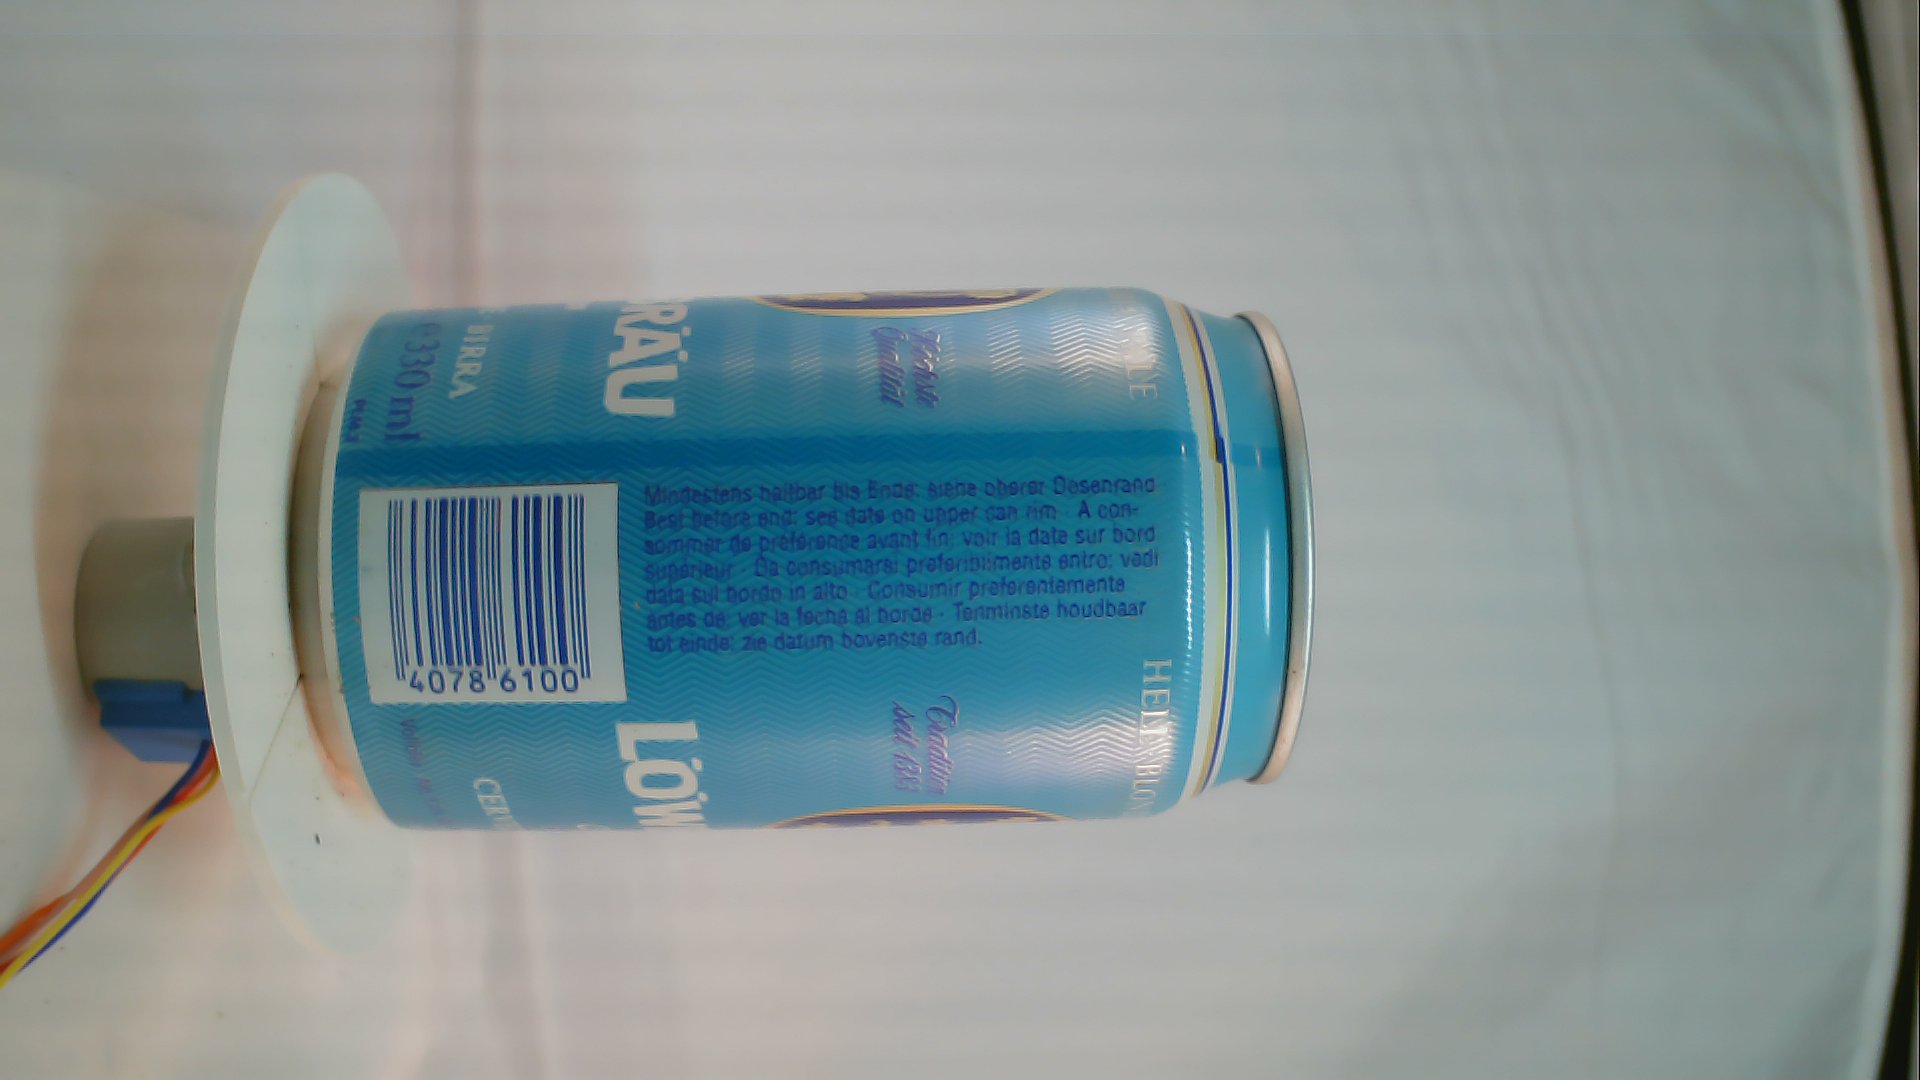 Mindestens haltbar bis Ende: siehe oberer Dosenrand
Best before end: see date on upper can rim · A con-
sommer de préférence avant fin: voir la date sur bord
supérieur · Da consumarsi preferibilmente entro: vedi
data sul bordo in alto · Consumir preferentemente
antes de: ver la fecha al borde · Tenminste houdbaar
tot einde: zie datum bovenste rand.
4078 6100
RÄU
BIRRA
e 330 ml
Höchste
Qualität
LÖW
CER
Tradition
seit 1383
HELL·BLON